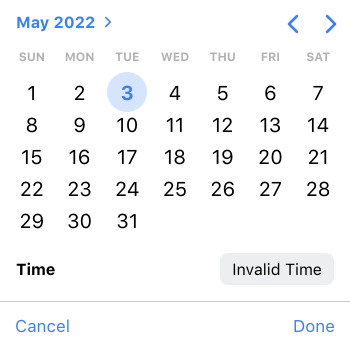 May 2022
SUN MON TUE WED THU FRI SAT
1 2 3 4 5 6 7
8 9 10 11 12 13 14
15 16 17 18 19 20 21
22 23 24 25 26 27 28
29 30 31
Time Invalid Time
Cancel Done